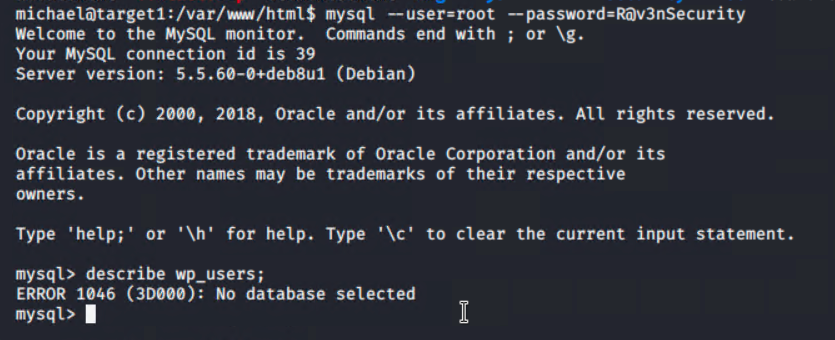 michael@target1:/var/www/html$ mysql --user=root --password=R@v3nSecurity
Welcome to the MySQL monitor.  Commands end with ; or \g.
Your MySQL connection id is 39
Server version: 5.5.60-0+deb8u1 (Debian)
Copyright (c) 2000, 2018, Oracle and/or its affiliates. All rights reserved.
Oracle is a registered trademark of Oracle Corporation and/or its
affiliates. Other names may be trademarks of their respective
owners.
Type 'help;' or '\h' for help. Type '\c' to clear the current input statement.
mysql> describe wp_users;
ERROR 1046 (3D000): No database selected
mysql>